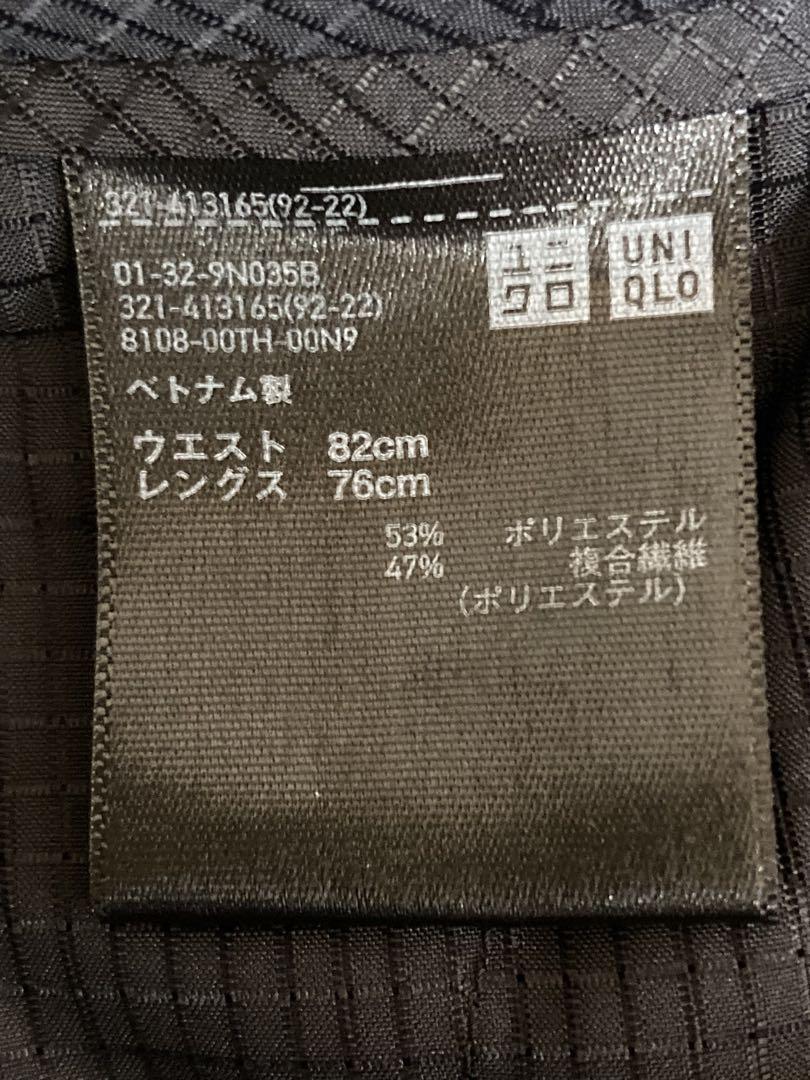 321-413165(92-22)
ユニクロ
UNIQLO
01-32-9N035B
321-413165(92-22)
8108-00TH-00N9
ベトナム製
ウエスト 82cm
レングス 76cm
53% ポリエステル
47% 複合繊維
(ポリエステル)